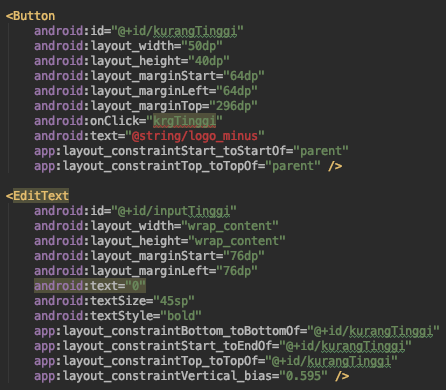 <Button
android:id="@+id/kurangTinggi"
android:layout_width="50dp"
android:layout_height="40dp"
android:layout_marginStart="64dp"
android:layout_marginLeft="64dp"
android:layout_marginTop="296dp"
android:onClick="krgTinggi"
android:text="@string/logo_minus"
app:layout_constraintStart_toStartOf="parent"
app:layout_constraintTop_toTopOf="parent" />
<EditText
android:id="@+id/inputTinggi"
android:layout_width="wrap_content"
android:layout_height="wrap_content"
android:layout_marginStart="76dp"
android:layout_marginLeft="76dp"
android:text="0"
android:textSize="45sp"
android:textStyle="bold"
app:layout_constraintBottom_toBottomOf="@+id/kurangTinggi"
app:layout_constraintStart_toEndOf="@+id/kurangTinggi"
app:layout_constraintTop_toTopOf="@+id/kurangTinggi"
app:layout_constraintVertical_bias="0.595" />